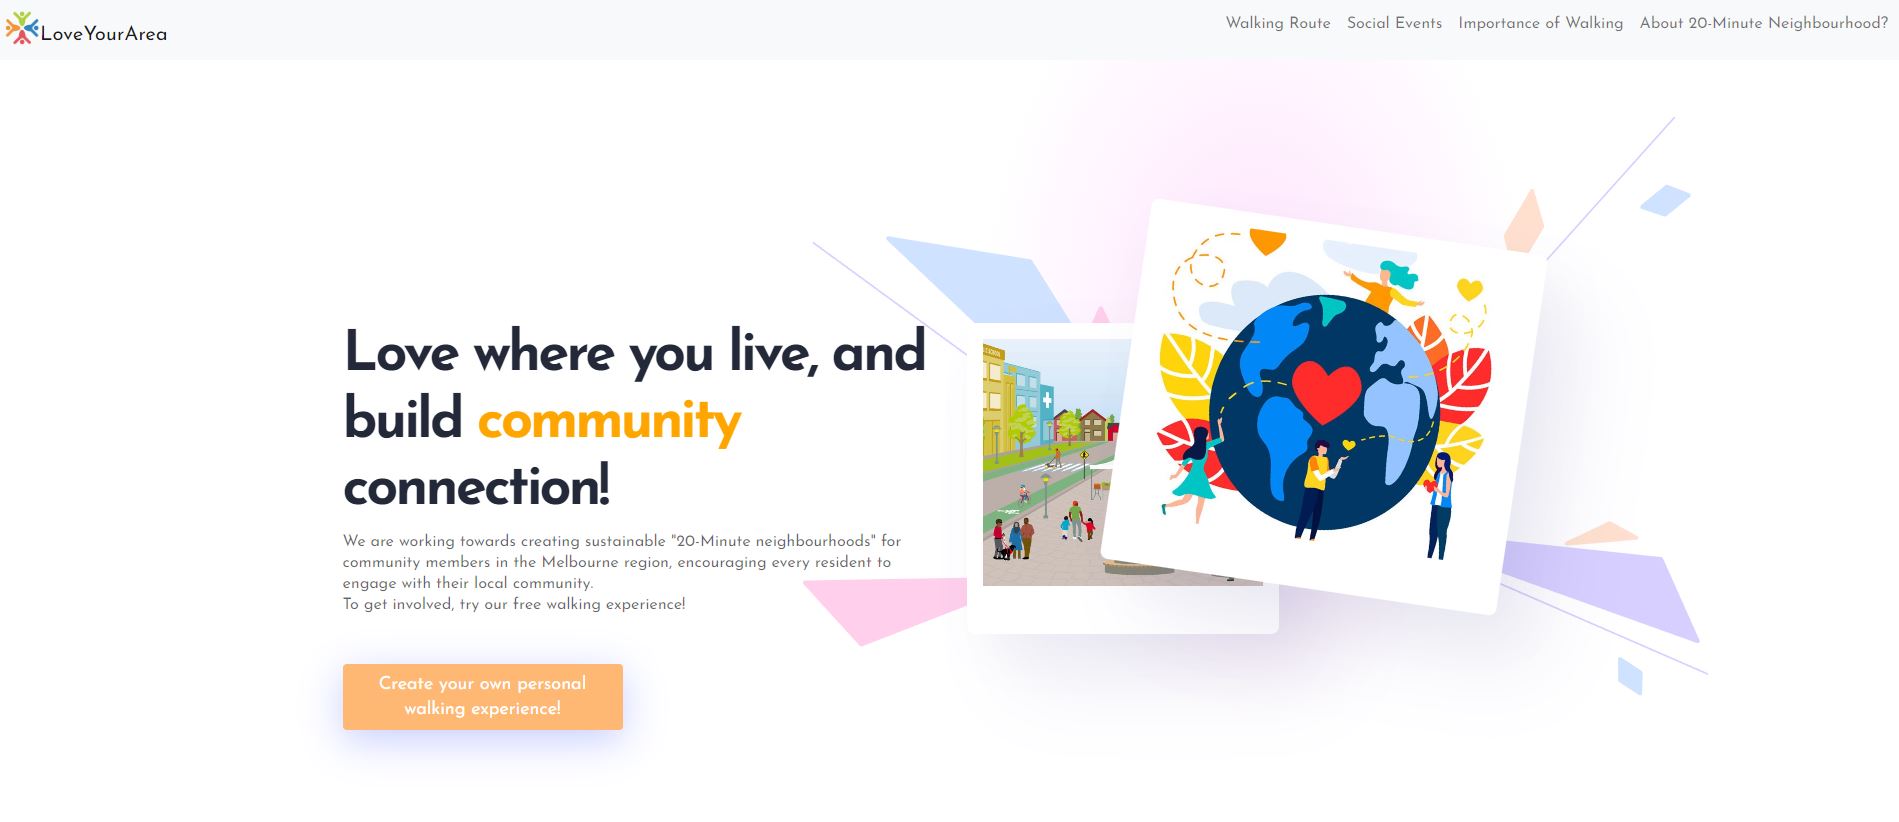 LoveYourArea
Walking Route Social Events Importance of Walking About 20-Minute Neighbourhood?
Love where you live, and
build community
connection!
We are working towards creating sustainable "20-Minute neighbourhoods" for
community members in the Melbourne region, encouraging every resident to
engage with their local community.
To get involved, try our free walking experience!
Create your own personal
walking experience!
SCHOOL